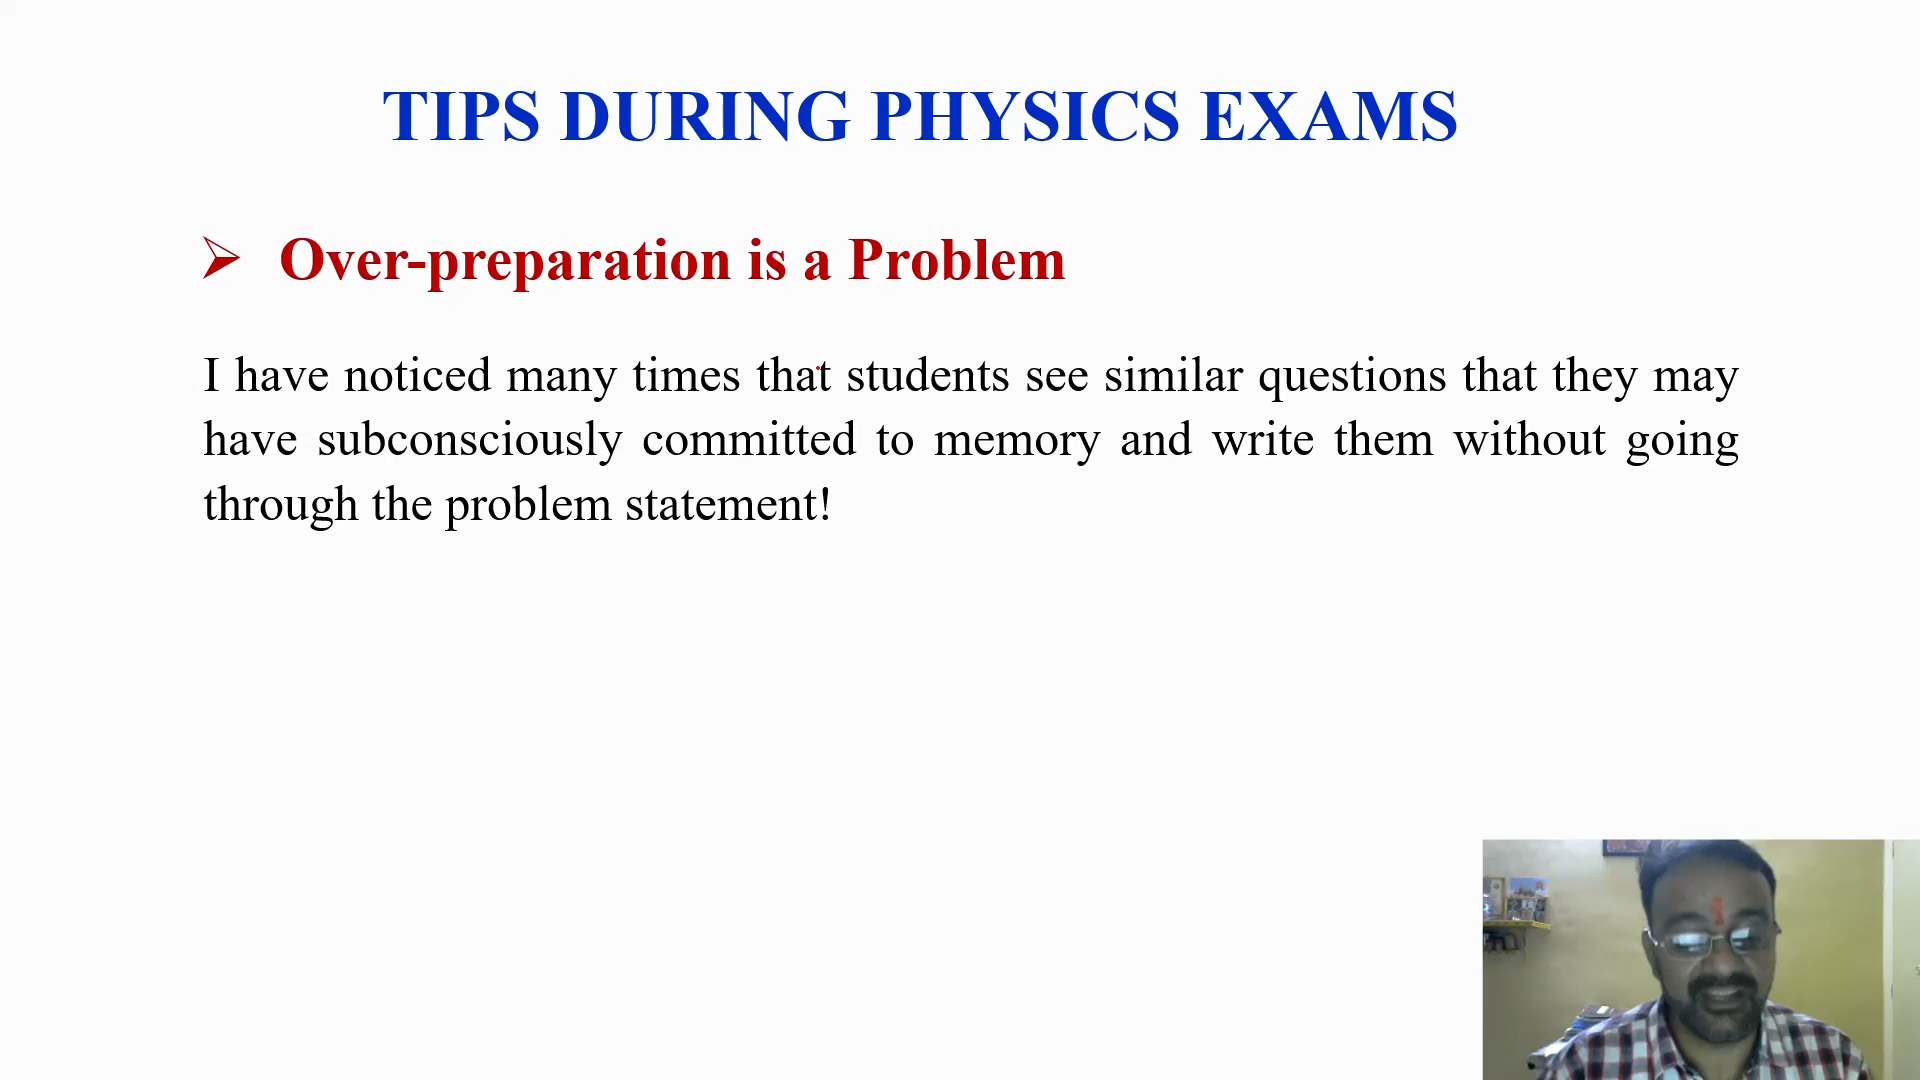 TIPS DURING PHYSICS EXAMS
Over-preparation is a Problem
I have noticed many times that students see similar questions that they may
have subconsciously committed to memory and write them without going
through the problem statement!